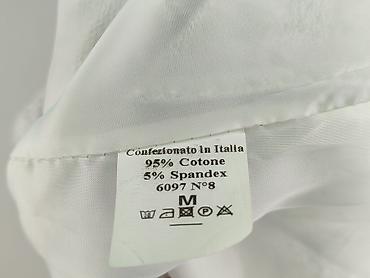 Confezionato in Italia
95% Cotone
5% Spandex
6097 N°8
M